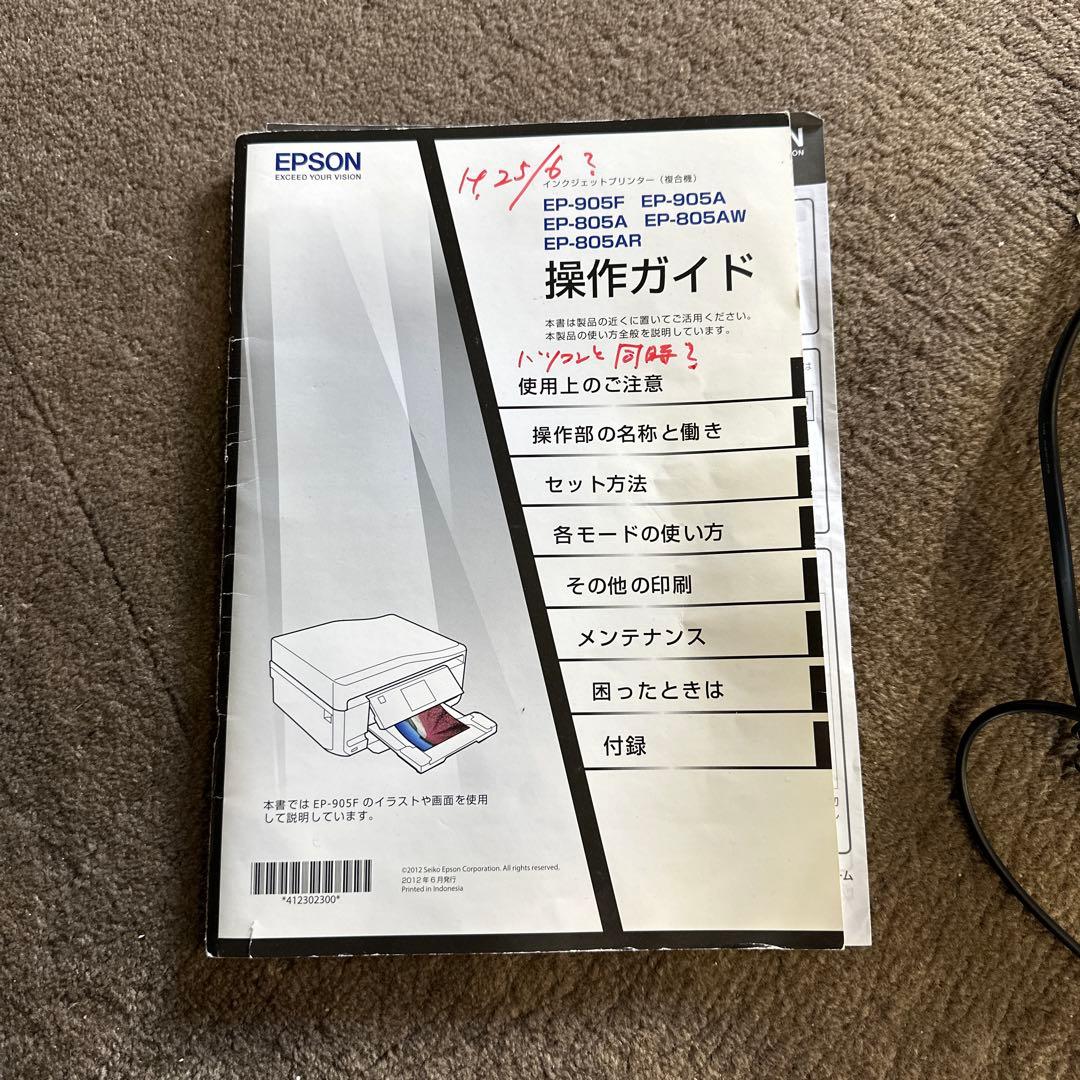 EPSON
EXCEED YOUR VISION
H.25/6?
インクジェットプリンター（複合機）
EP-905F EP-905A
EP-805A EP-805AW
EP-805AR
操作ガイド
本書は製品の近くに置いてご活用ください。
本製品の使い方全般を説明しています。
パソコンと同時？
使用上のご注意
操作部の名称と働き
セット方法
各モードの使い方
その他の印刷
メンテナンス
困ったときは
付録
本書では EP-905F のイラストや画面を使用
して説明しています。
*412302300*
©2012 Seiko Epson Corporation. All rights reserved.
2012年6月発行
Printed in Indonesia
N
ON
は
ーム